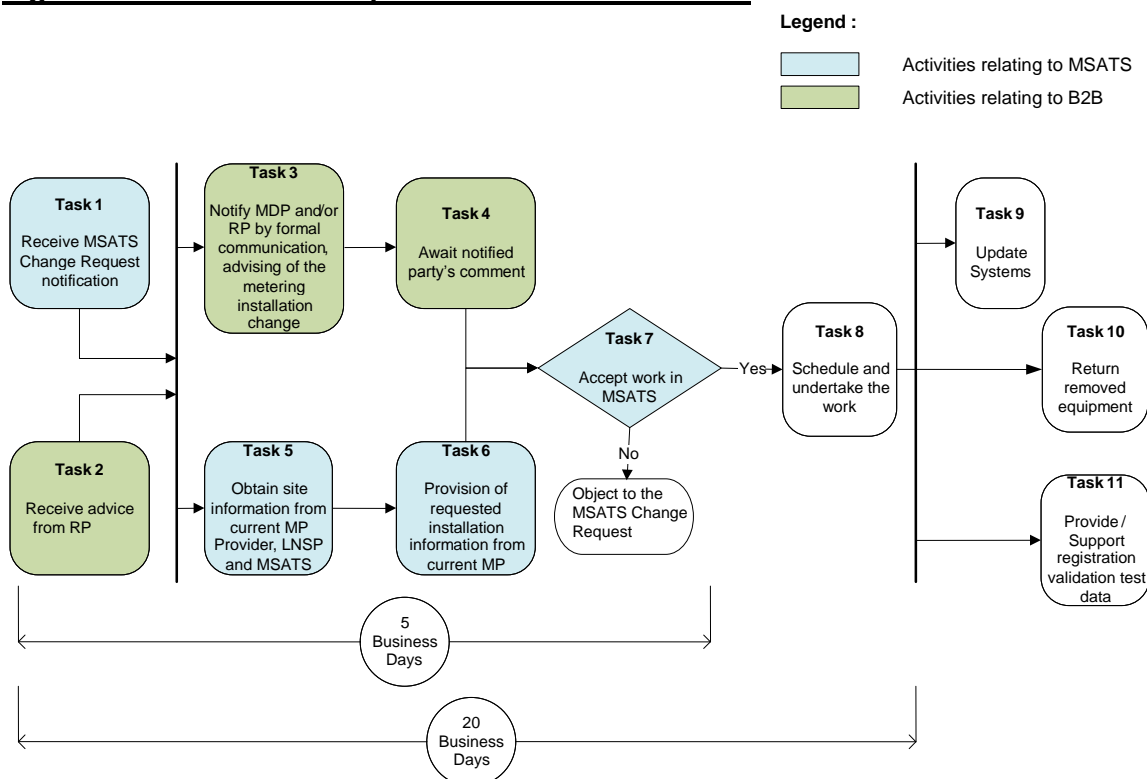 Legend :
Activities relating to MSATS
Activities relating to B2B
Task 1
Receive MSATS
Change Request
notification
Task 2
Receive advice
from RP
Task 3
Notify MDP and/or
RP by formal
communication,
advising of the
metering
installation
change
Task 4
Await notified
party's comment
Task 5
Obtain site
information from
current MP
Provider, LNSP
and MSATS
Task 6
Provision of
requested
installation
information from
current MP
Task 7
Accept work in
MSATS
Yes
No
Object to the
MSATS Change
Request
Task 8
Schedule and
undertake the
work
Task 9
Update
Systems
Task 10
Return
removed
equipment
Task 11
Provide /
Support
registration
validation test
data
5
Business
Days
20
Business
Days